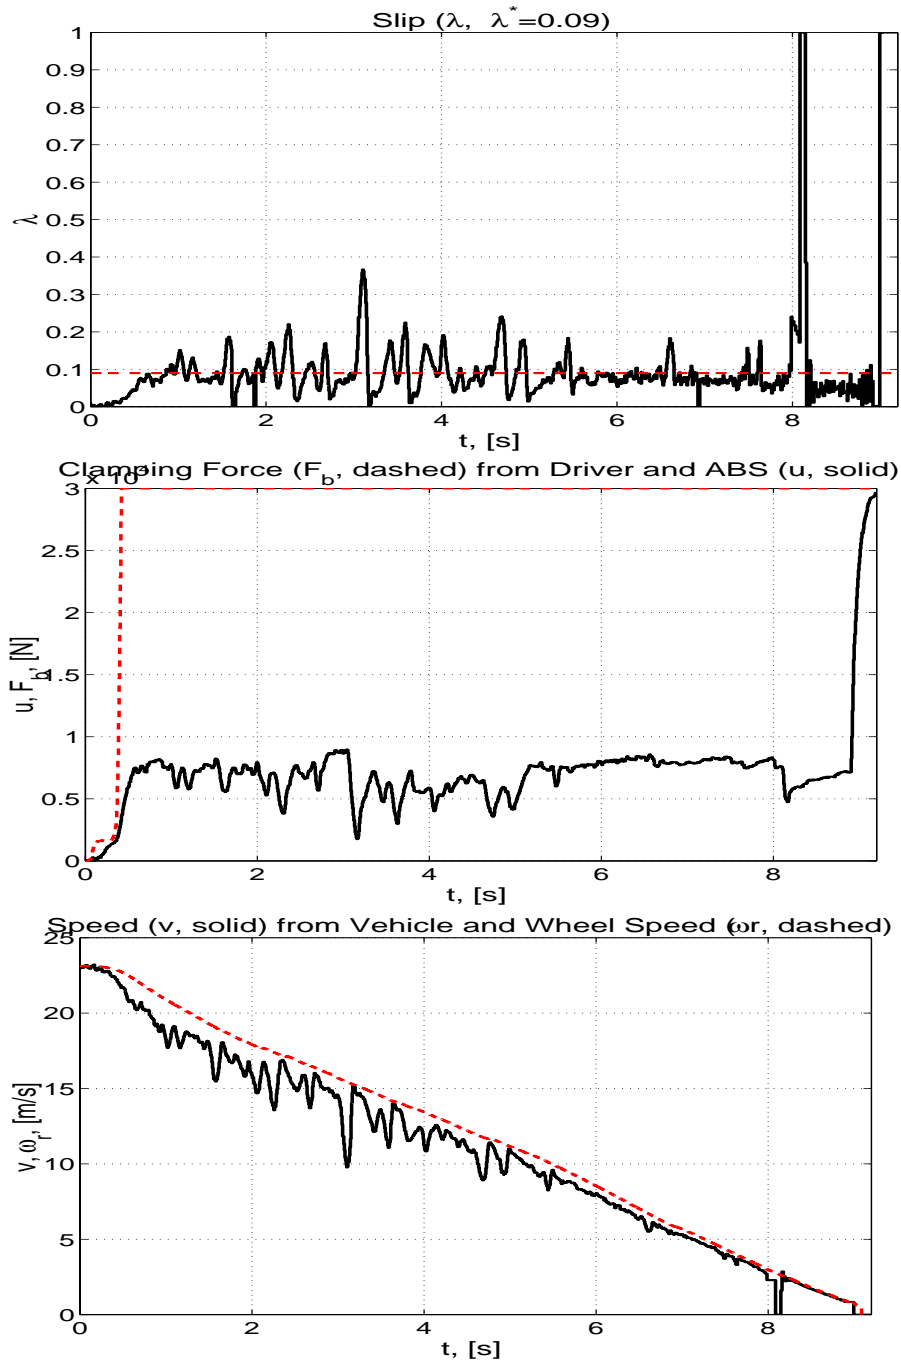 Slip (λ, λ*=0.09)
1
0.9
0.8
0.7
0.6
0.5
0.4
0.3
0.2
0.1
0
λ
0 2 4 6 8
t, [s]
Clamping Force (F_b, dashed) from Driver and ABS (u, solid)
3
2.5
2
1.5
1
0.5
0
u, F_b, [N]
0 2 4 6 8
t, [s]
Speed (v, solid) from Vehicle and Wheel Speed (ωr, dashed)
25
20
15
10
5
0
v, ω_r, [m/s]
0 2 4 6 8
t, [s]